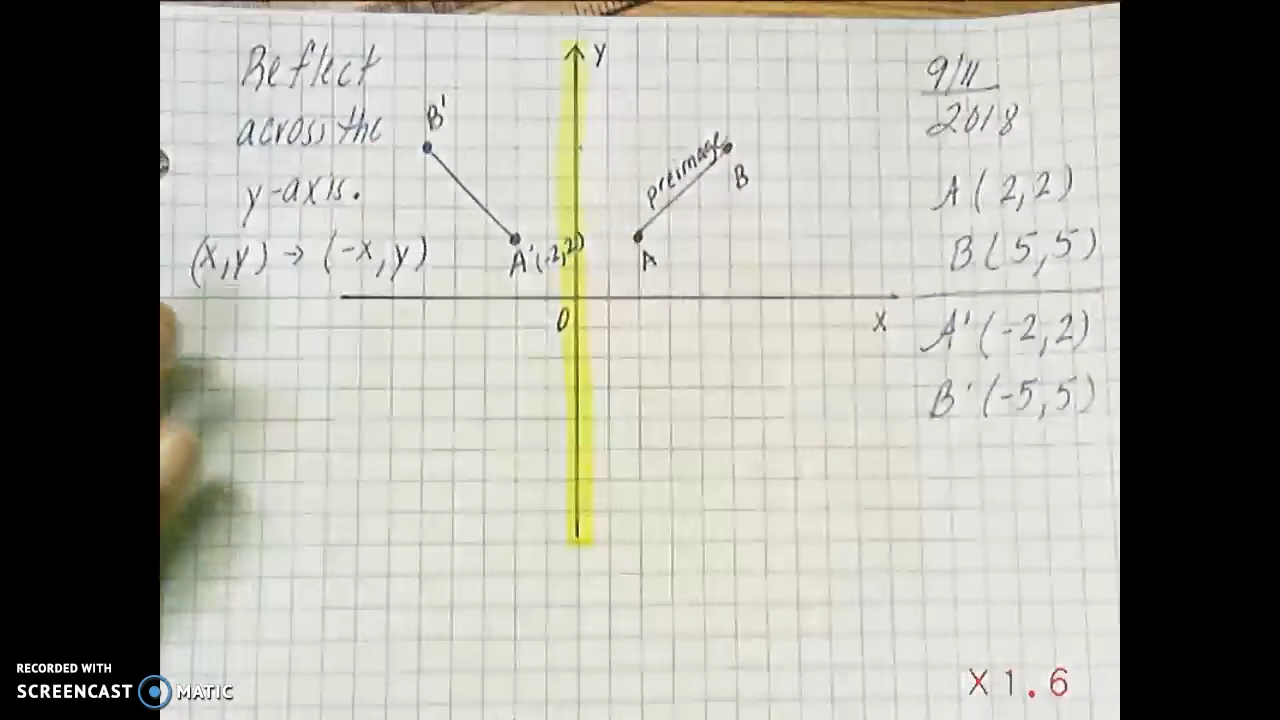 Reflect
across the
y-axis.
(x,y) → (-x,y)
B'
A'(-2,2)
y
preimage
B
A
0
x
9/11
2018
A(2,2)
B(5,5)
A'(-2,2)
B'(-5,5)
RECORDED WITH
SCREENCAST MATIC
X1.6